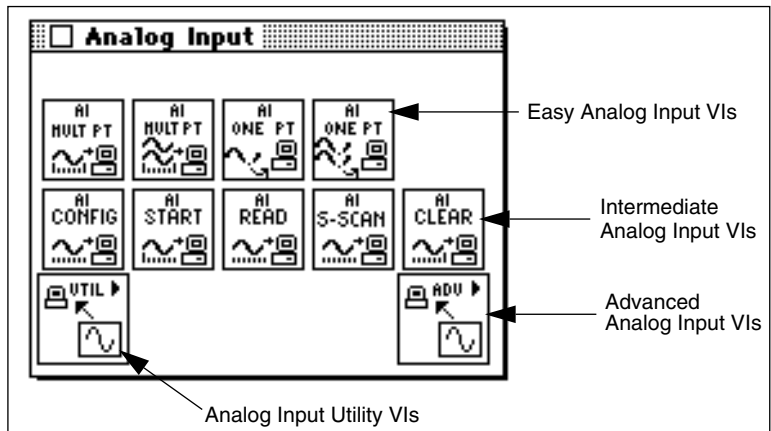 Analog Input
AI MULT PT
AI MULT PT
AI ONE PT
AI ONE PT
Easy Analog Input VIs
AI CONFIG
AI START
AI READ
AI S-SCAN
AI CLEAR
Intermediate
Analog Input VIs
UTIL
ADV
Advanced
Analog Input VIs
Analog Input Utility VIs